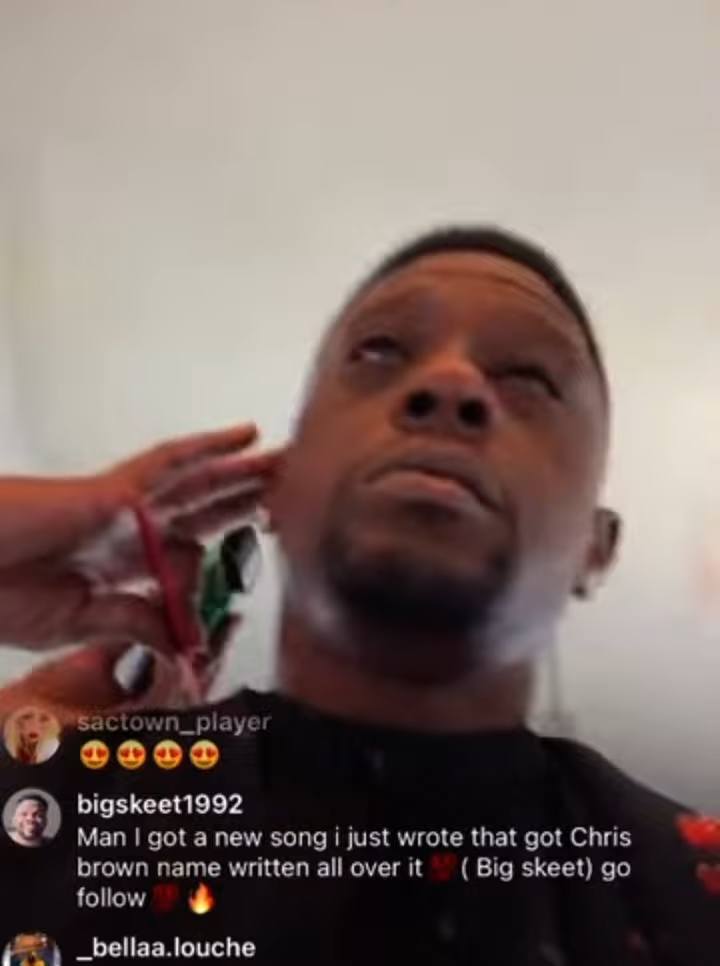 sactown_player
😍 😍 😍 😍
bigskeet1992
Man I got a new song i just wrote that got Chris
brown name written all over it 💯 ( Big skeet) go
follow 💯 🔥
_bellaa.louche